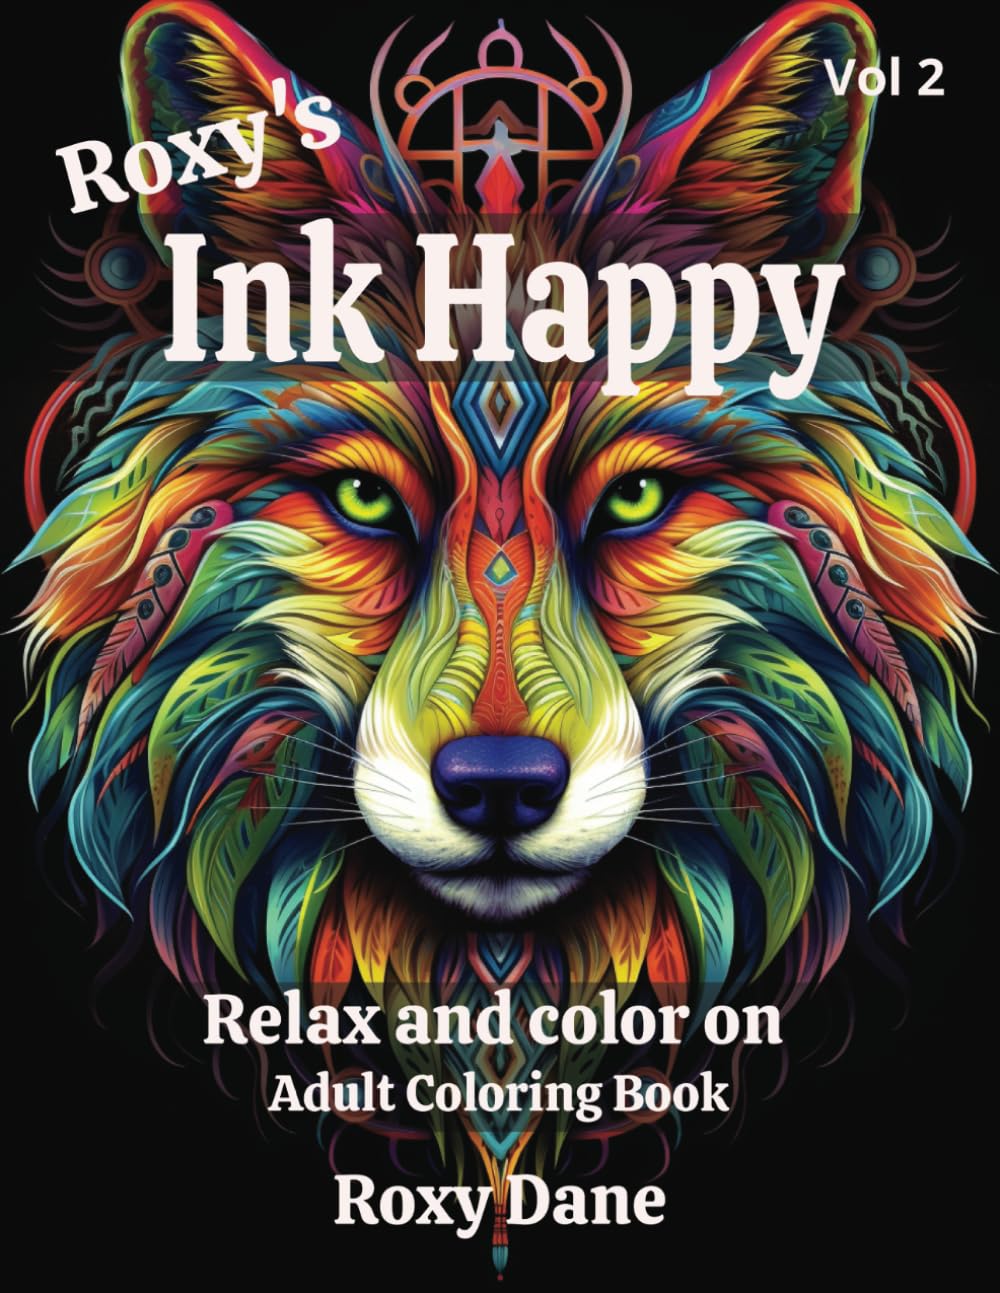 Vol 2
Roxy's
Ink Happy
Relax and color on
Adult Coloring Book
Roxy Dane